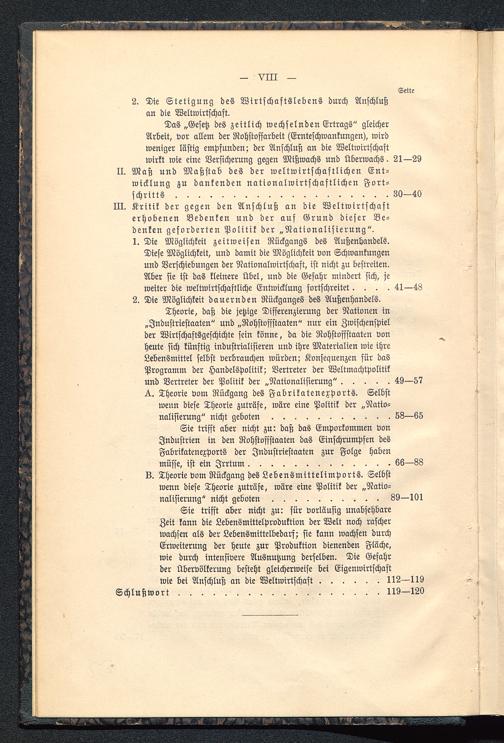 — VIII —
Seite
2. Die Stetigung des Wirtschaftslebens durch Anschluß
an die Weltwirtschaft.
Das „Gesetz des zeitlich wechselnden Ertrags“ gleicher
Arbeit, vor allem der Rohstoffarbeit (Ernteschwankungen), wird
weniger lästig empfunden; der Anschluß an die Weltwirtschaft
wirkt wie eine Versicherung gegen Mißwachs und Überwachs . 21—29
II. Maß und Maßstab des der weltwirtschaftlichen Ent-
wicklung zu dankenden nationalwirtschaftlichen Fort-
schritts . . . . . . . . . . . . . . . . . 30—40
III. Kritik der gegen den Anschluß an die Weltwirtschaft
erhobenen Bedenken und der auf Grund dieser Be-
denken geforderten Politik der „Nationalisierung“.
1. Die Möglichkeit zeitweisen Rückgangs des Außenhandels.
Diese Möglichkeit, und damit die Möglichkeit von Schwankungen
und Verschiebungen der Nationalwirtschaft, ist nicht zu bestreiten.
Aber sie ist das kleinere Übel, und die Gefahr mindert sich, je
weiter die weltwirtschaftliche Entwicklung fortschreitet . . . . 41—48
2. Die Möglichkeit dauernden Rückganges des Außenhandels.
Theorie, daß die jetzige Differenzierung der Nationen in
„Industriestaaten“ und „Rohstoffstaaten“ nur ein Zwischenspiel
der Wirtschaftsgeschichte sein könne, da die Rohstoffstaaten von
heute sich künftig industrialisieren und ihre Materialien wie ihre
Lebensmittel selbst verbrauchen würden; Konsequenzen für das
Programm der Handelspolitik; Vertreter der Weltmachtpolitik
und Vertreter der Politik der „Nationalisierung“ . . . . . 49—57
A. Theorie vom Rückgang des Fabrikatenexports. Selbst
wenn diese Theorie zuträfe, wäre eine Politik der „Natio-
nalisierung“ nicht geboten . . . . . . . . . . 58—65
Sie trifft aber nicht zu: daß das Emporkommen von
Industrien in den Rohstoffstaaten das Einschrumpfen des
Fabrikatenexports der Industriestaaten zur Folge haben
müsse, ist ein Irrtum . . . . . . . . . . . . 66—88
B. Theorie vom Rückgang des Lebensmittelimports. Selbst
wenn diese Theorie zuträfe, wäre eine Politik der „Natio-
nalisierung“ nicht geboten . . . . . . . . . . 89—101
Sie trifft aber nicht zu: für vorläufig unabsehbare
Zeit kann die Lebensmittelproduktion der Welt noch rascher
wachsen als der Lebensmittelbedarf; sie kann wachsen durch
Erweiterung der heute zur Produktion dienenden Fläche,
wie durch intensivere Ausnutzung derselben. Die Gefahr
der Übervölkerung besteht gleicherweise bei Eigenwirtschaft
wie bei Anschluß an die Weltwirtschaft . . . . . . 112—119
Schlußwort . . . . . . . . . . . . . . . . . . 119—120